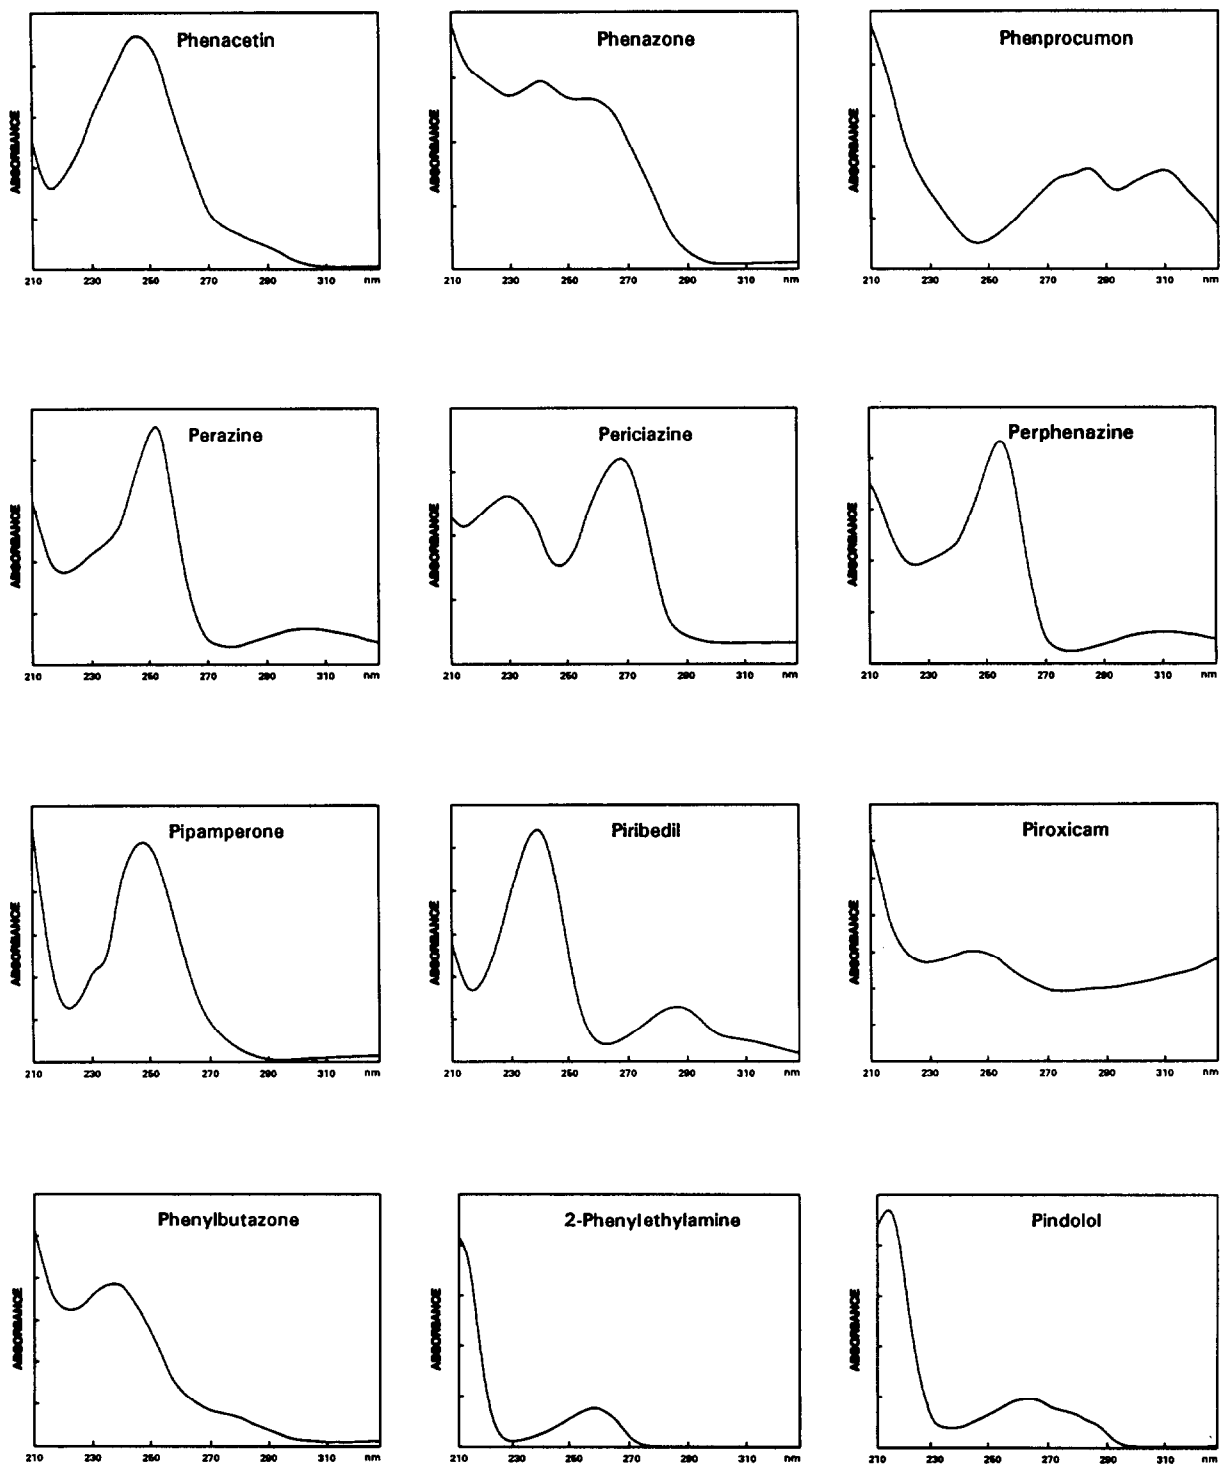 Phenacetin
ABSORBANCE
210 230 250 270 290 310 nm
Phenazone
ABSORBANCE
210 230 250 270 290 310 nm
Phenprocumon
ABSORBANCE
210 230 250 270 290 310 nm
Perazine
ABSORBANCE
210 230 250 270 290 310 nm
Periciazine
ABSORBANCE
210 230 250 270 290 310 nm
Perphenazine
ABSORBANCE
210 230 250 270 290 310 nm
Pipamperone
ABSORBANCE
210 230 250 270 290 310 nm
Piribedil
ABSORBANCE
210 230 250 270 290 310 nm
Piroxicam
ABSORBANCE
210 230 250 270 290 310 nm
Phenylbutazone
ABSORBANCE
210 230 250 270 290 310 nm
2-Phenylethylamine
ABSORBANCE
210 230 250 270 290 310 nm
Pindolol
ABSORBANCE
210 230 250 270 290 310 nm